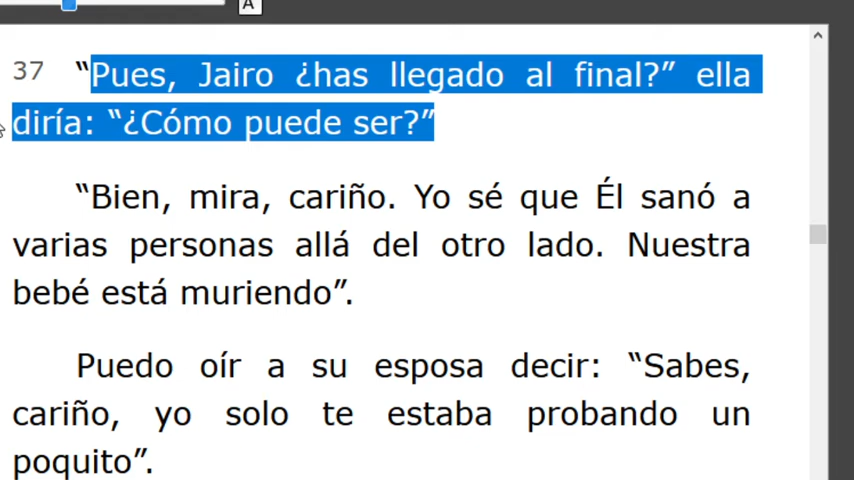 A
37 “Pues, Jairo ¿has llegado al final?” ella
diría: “¿Cómo puede ser?”
“Bien, mira, cariño. Yo sé que Él sanó a
varias personas allá del otro lado. Nuestra
bebé está muriendo”.
Puedo oír a su esposa decir: “Sabes,
cariño, yo solo te estaba probando un
poquito”.